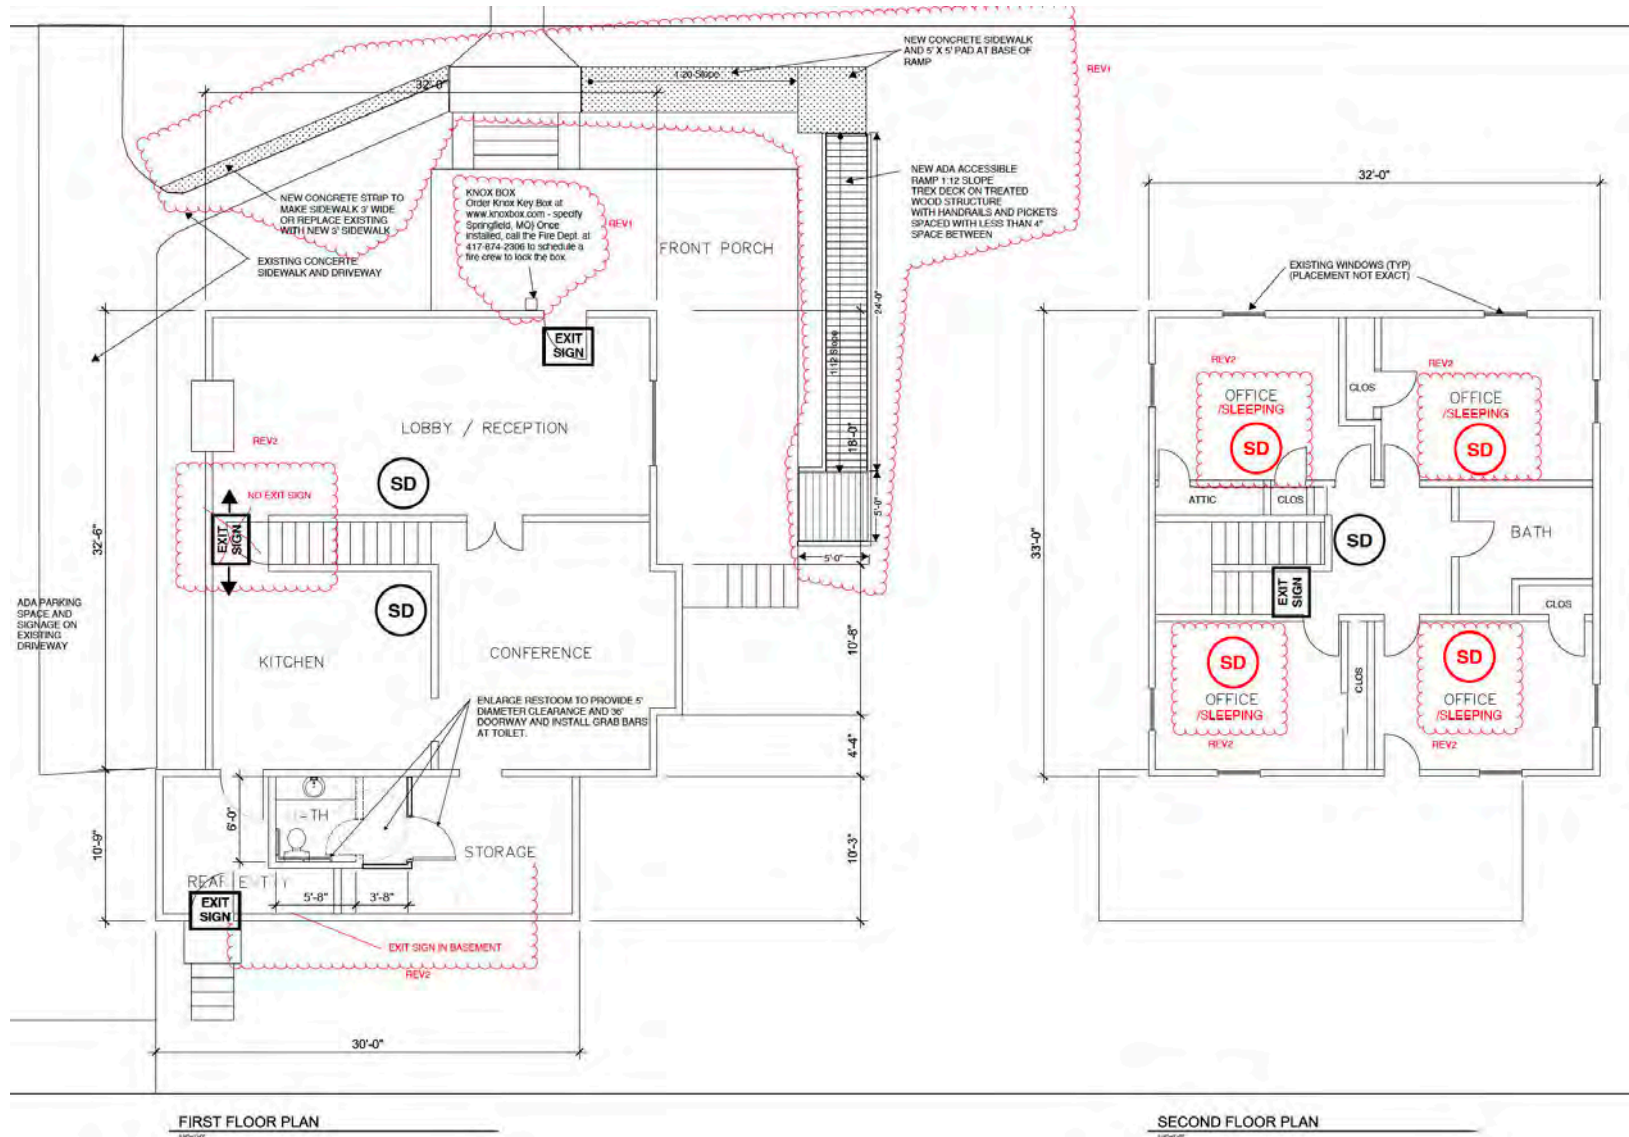 NEW CONCRETE SIDEWALK
AND 5' X 5' PAD AT BASE OF
RAMP
REV1
1:20 Slope
32'-0"
NEW CONCRETE STRIP TO
MAKE SIDEWALK 3' WIDE
OR REPLACE EXISTING
WITH NEW 3' SIDEWALK
KNOX BOX
Order Knox Key Box at
www.knoxbox.com - specify
Springfield, MO) Once
installed, call the Fire Dept. at
417-874-2306 to schedule a
fire crew to lock the box.
REV1
NEW ADA ACCESSIBLE
RAMP 1:12 SLOPE
TREX DECK ON TREATED
WOOD STRUCTURE
WITH HANDRAILS AND PICKETS
SPACED WITH LESS THAN 4"
SPACE BETWEEN
EXISTING CONCERTE
SIDEWALK AND DRIVEWAY
FRONT PORCH
24'-0"
1:12 Slope
18'-0"
5'-0"
5'-0"
EXIT
SIGN
LOBBY / RECEPTION
REV2
NO EXIT SIGN
EXIT
SIGN
SD
SD
32'-6"
ADA PARKING
SPACE AND
SIGNAGE ON
EXISTING
DRIVEWAY
KITCHEN
CONFERENCE
10'-8"
4'-4"
10'-3"
ENLARGE RESTOOM TO PROVIDE 5'
DIAMETER CLEARANCE AND 36'
DOORWAY AND INSTALL GRAB BARS
AT TOILET.
10'-9"
6'-0"
STORAGE
REAR ENTY
5'-8"
3'-8"
EXIT
SIGN
EXIT SIGN IN BASEMENT
REV2
30'-0"
FIRST FLOOR PLAN
32'-0"
EXISTING WINDOWS (TYP)
(PLACEMENT NOT EXACT)
33'-0"
REV2
OFFICE
/SLEEPING
SD
CLOS
REV2
OFFICE
/SLEEPING
SD
ATTIC
CLOS
SD
BATH
EXIT
SIGN
CLOS
SD
OFFICE
/SLEEPING
REV2
CLOS
SD
OFFICE
/SLEEPING
REV2
SECOND FLOOR PLAN